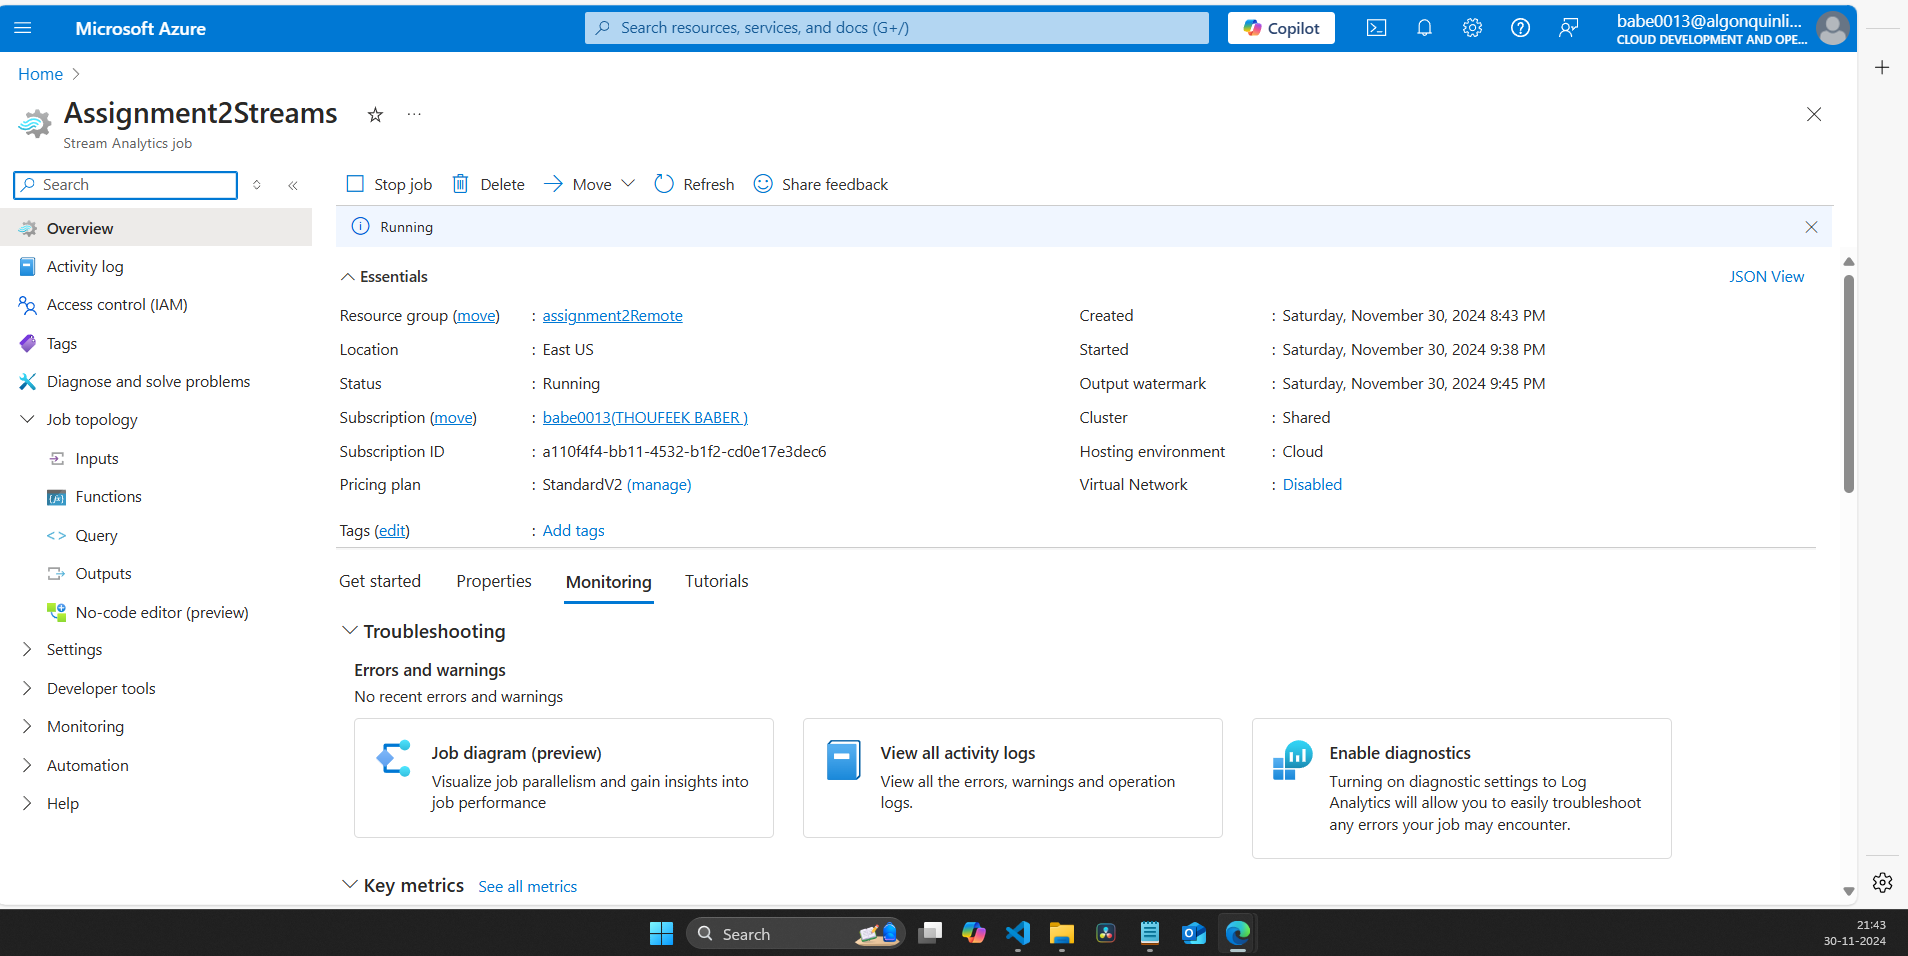 Microsoft Azure
Search resources, services, and docs (G+/)
Copilot
babe0013@algonquinli...
CLOUD DEVELOPMENT AND OPE...
Home
Assignment2Streams
Stream Analytics job
Search
Stop job
Delete
Move
Refresh
Share feedback
Overview
Activity log
Access control (IAM)
Tags
Diagnose and solve problems
Job topology
Inputs
Functions
Query
Outputs
No-code editor (preview)
Settings
Developer tools
Monitoring
Automation
Help
Running
Essentials
JSON View
Resource group (move) : assignment2Remote
Location : East US
Status : Running
Subscription (move) : babe0013(THOUFEEK BABER )
Subscription ID : a110f4f4-bb11-4532-b1f2-cd0e17e3dec6
Pricing plan : StandardV2 (manage)
Created : Saturday, November 30, 2024 8:43 PM
Started : Saturday, November 30, 2024 9:38 PM
Output watermark : Saturday, November 30, 2024 9:45 PM
Cluster : Shared
Hosting environment : Cloud
Virtual Network : Disabled
Tags (edit) : Add tags
Get started
Properties
Monitoring
Tutorials
Troubleshooting
Errors and warnings
No recent errors and warnings
Job diagram (preview)
Visualize job parallelism and gain insights into
job performance
View all activity logs
View all the errors, warnings and operation
logs.
Enable diagnostics
Turning on diagnostic settings to Log
Analytics will allow you to easily troubleshoot
any errors your job may encounter.
Key metrics
See all metrics
Search
21:43
30-11-2024